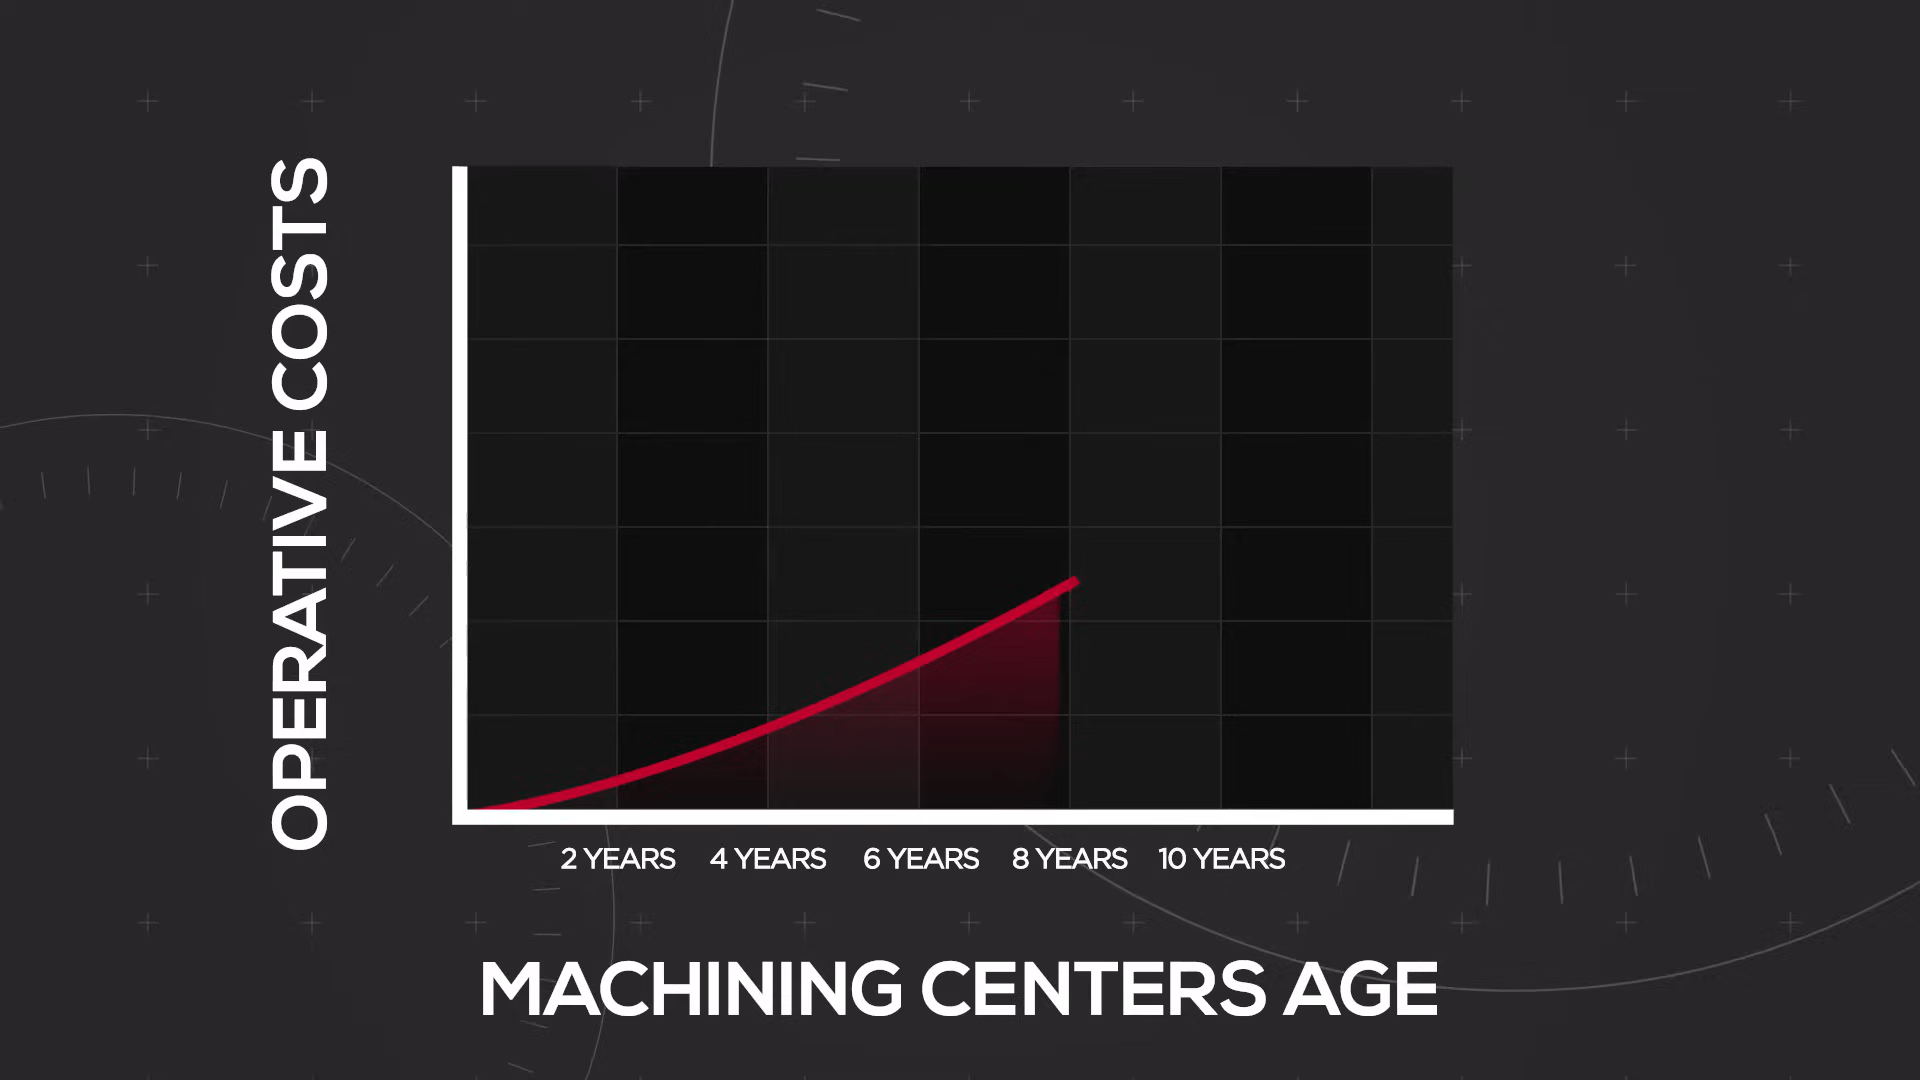 OPERATIVE COSTS
2 YEARS
4 YEARS
6 YEARS
8 YEARS
10 YEARS
MACHINING CENTERS AGE